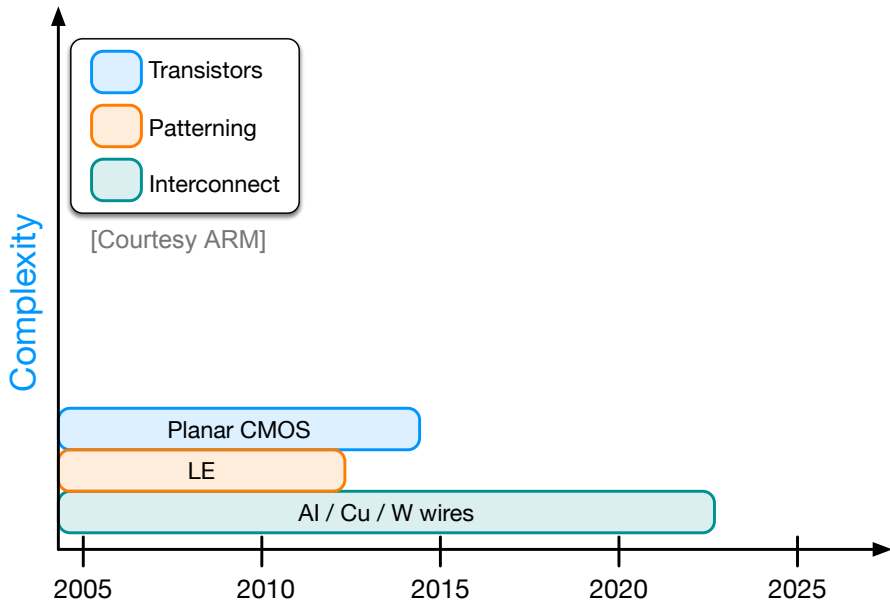 Transistors
Patterning
Interconnect
[Courtesy ARM]
Complexity
Planar CMOS
LE
Al / Cu / W wires
2005 2010 2015 2020 2025